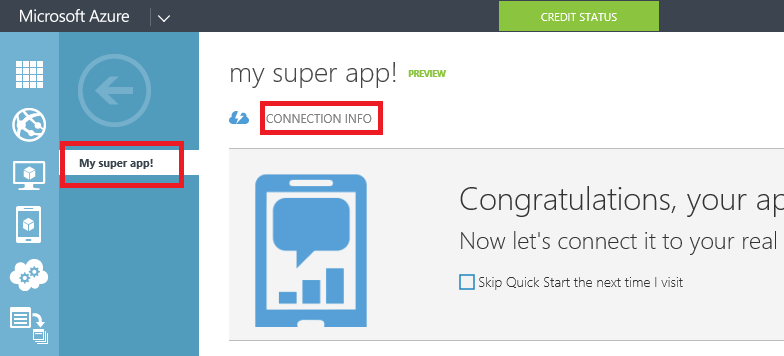 Microsoft Azure
CREDIT STATUS
my super app! PREVIEW
CONNECTION INFO
My super app!
Congratulations, your ap
Now let's connect it to your real
Skip Quick Start the next time I visit